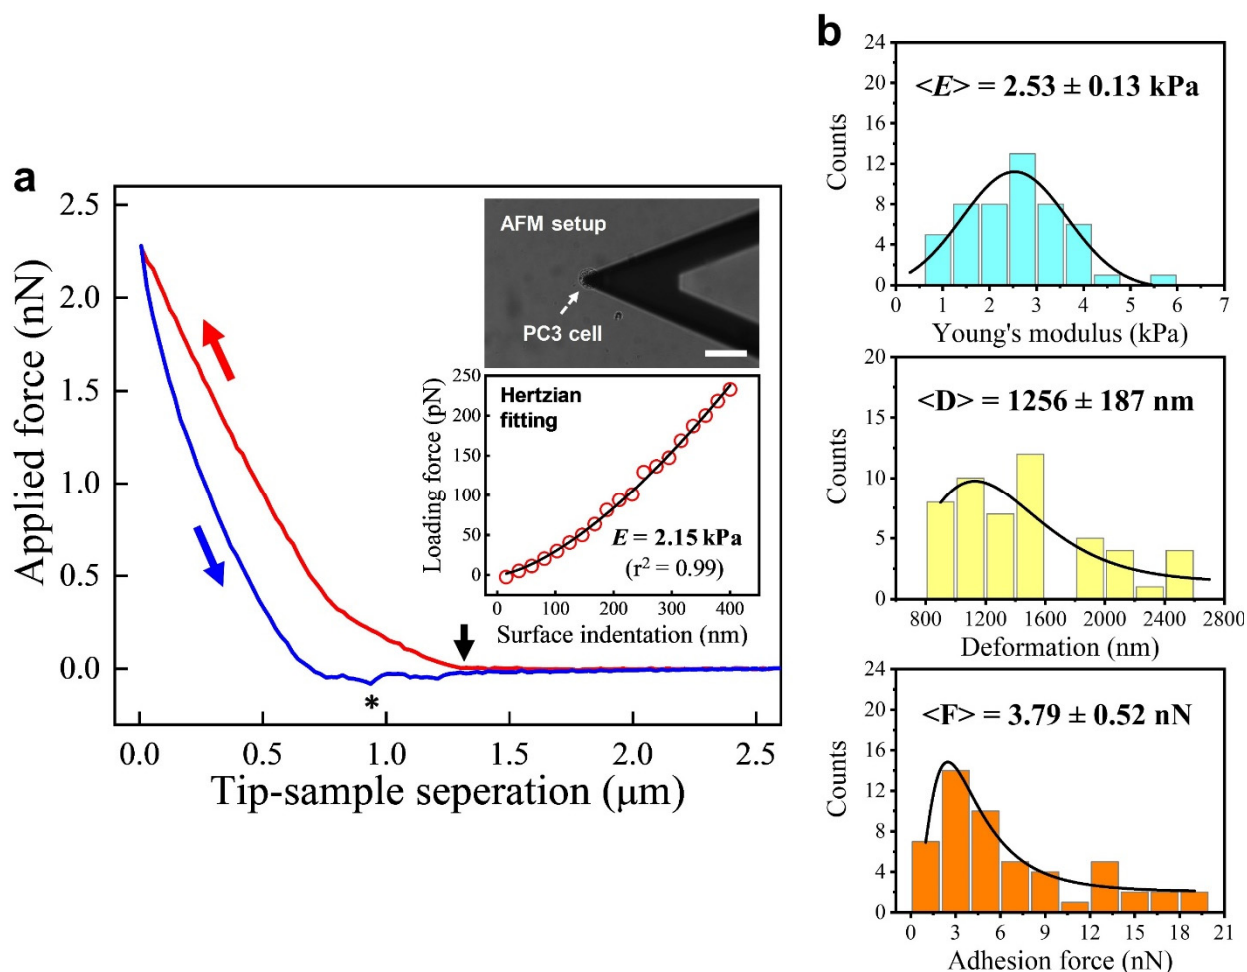 a
Applied force (nN)
2.5
2.0
1.5
1.0
0.5
0.0
0.0 0.5 1.0 1.5 2.0 2.5
Tip-sample seperation (μm)
*
AFM setup
PC3 cell
Hertzian
fitting
Loading force (pN)
250
200
150
100
50
0
E = 2.15 kPa
(r² = 0.99)
0 100 200 300 400
Surface indentation (nm)
b
<E> = 2.53 ± 0.13 kPa
Counts
24
20
16
12
8
4
0
0 1 2 3 4 5 6 7
Young's modulus (kPa)
<D> = 1256 ± 187 nm
Counts
20
15
10
5
0
800 1200 1600 2000 2400 2800
Deformation (nm)
<F> = 3.79 ± 0.52 nN
Counts
24
20
16
12
8
4
0
0 3 6 9 12 15 18 21
Adhesion force (nN)